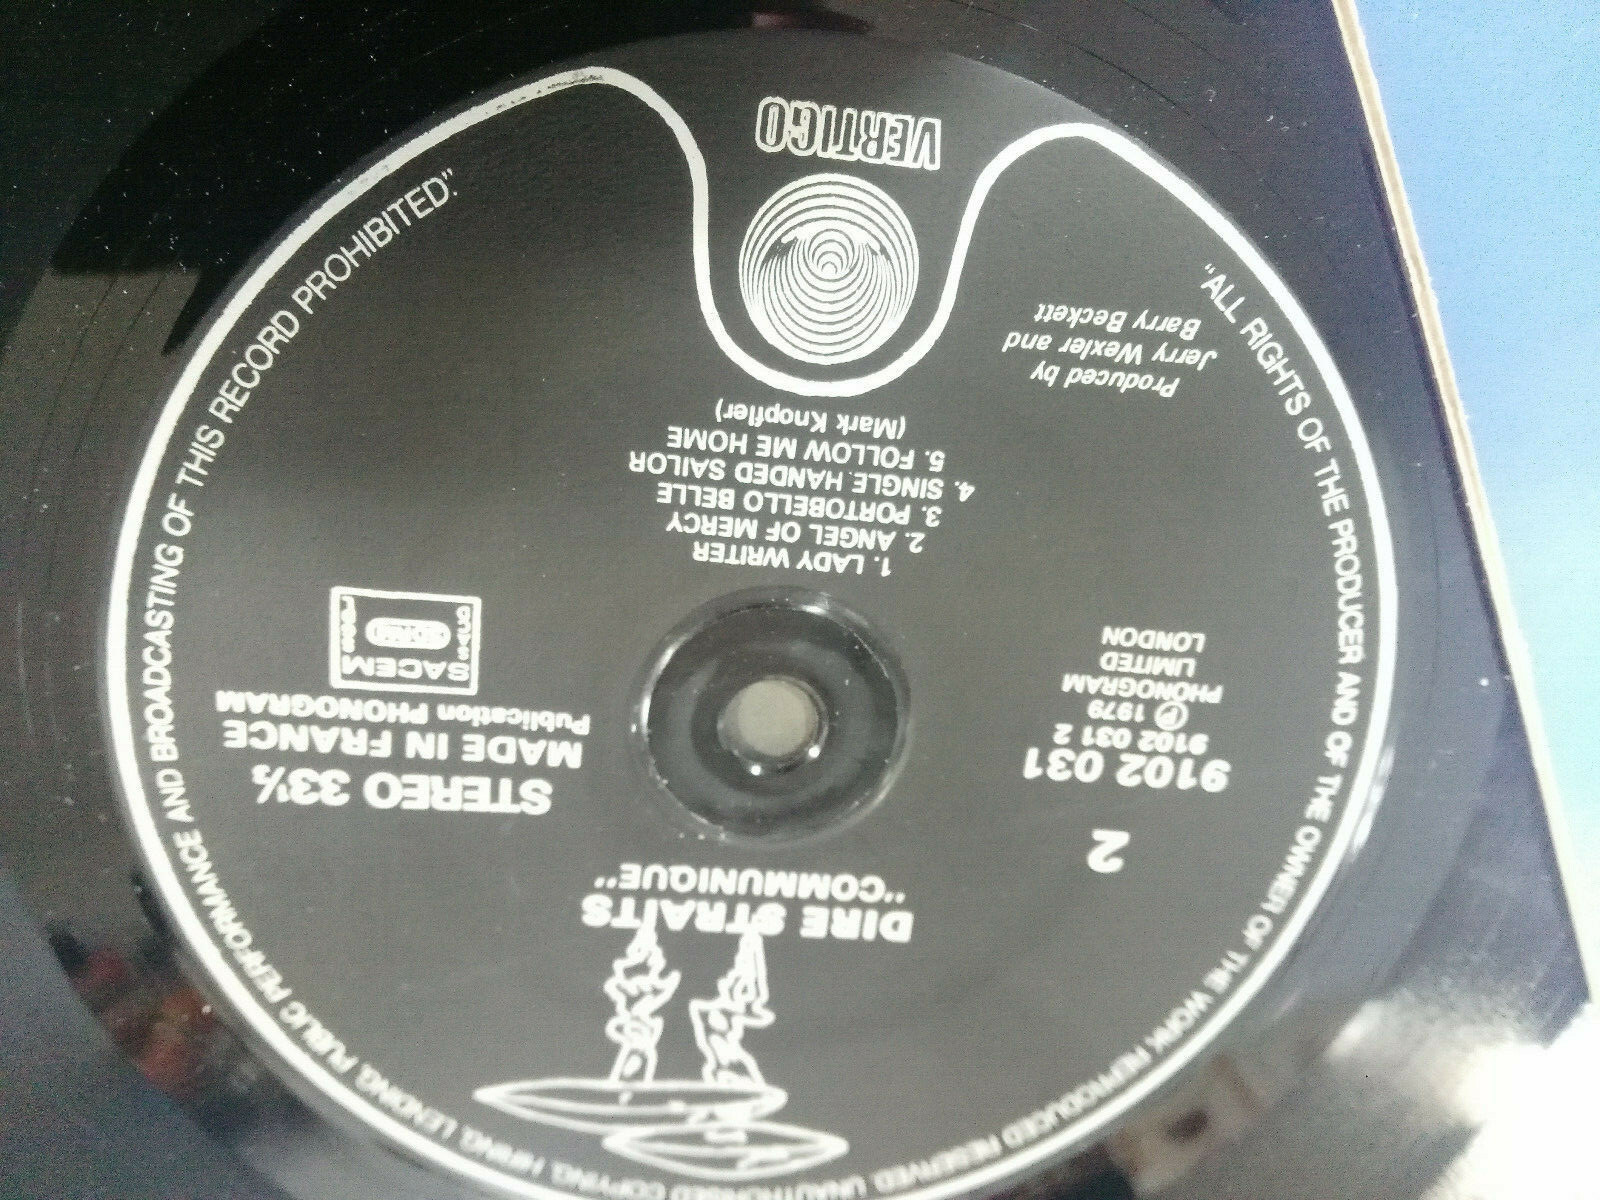 VERTIGO
Produced by
Jerry Wexler and
Barry Beckett
1. LADY WRITER
2. ANGEL OF MERCY
3. PORTOBELLO BELLE
4. SINGLE HANDED SAILOR
5. FOLLOW ME HOME
(Mark Knopfler)
DIRE STRAITS
"COMMUNIQUE"
2
9102 031
9102 031 2
℗ 1979
PHONOGRAM
LIMITED
LONDON
STEREO 33⅓
MADE IN FRANCE
Publication PHONOGRAM
SACEM
"ALL RIGHTS OF THE PRODUCER AND OF THE OWNER OF THE WORK REPRODUCED RESERVED. UNAUTHORISED COPYING, HIRING, LENDING, PUBLIC PERFORMANCE AND BROADCASTING OF THIS RECORD PROHIBITED."